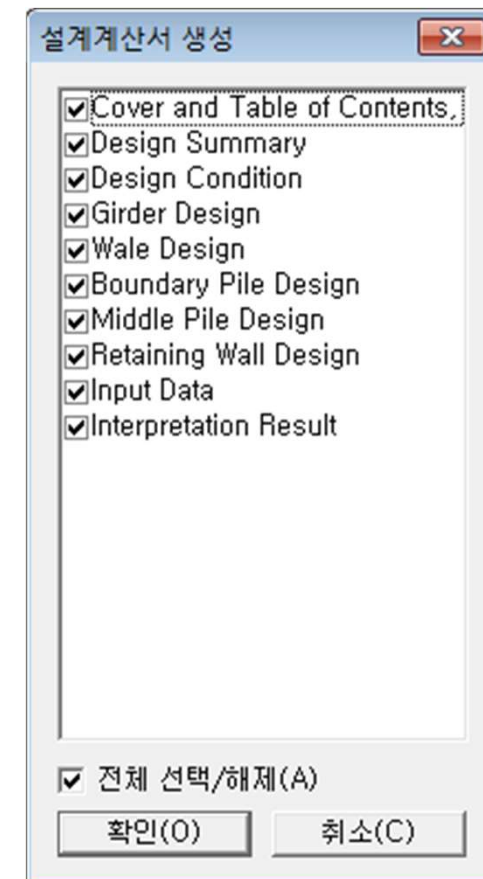 설계계산서 생성
Cover and Table of Contents,
Design Summary
Design Condition
Girder Design
Wale Design
Boundary Pile Design
Middle Pile Design
Retaining Wall Design
Input Data
Interpretation Result
전체 선택/해제(A)
확인(O)
취소(C)